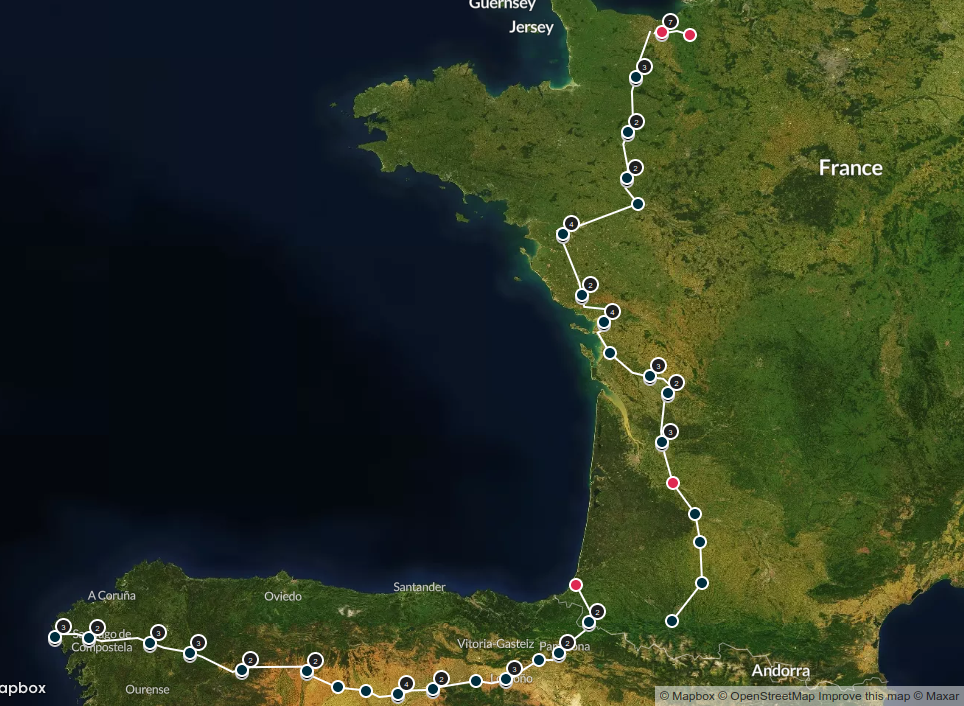 Guernsey
Jersey
7
3
2
France
2
4
2
4
3
2
3
Santander
A Coruña
Oviedo
2
3
2
3
Santiago de
Compostela
3
2
Vitoria-Gasteiz
2
2
3
Andorra
4
2
Ourense
apbox
© Mapbox © OpenStreetMap Improve this map © Maxar